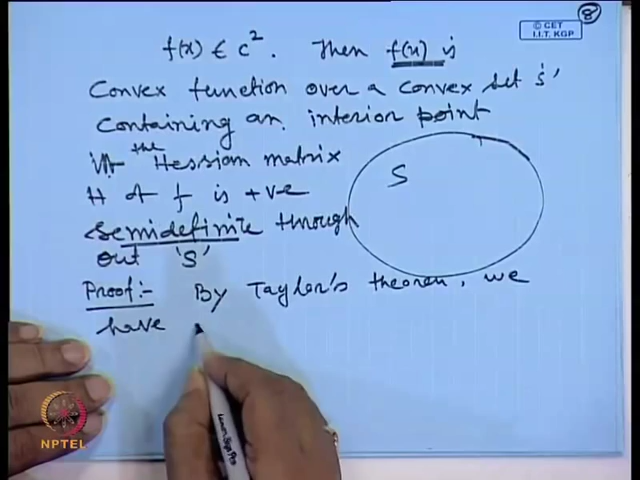 8
© CET
I.I.T. KGP
f(x) ∈ c². Then f(x) is
Convex function over a convex set 's'
containing an interior point
iff the Hessian matrix
H of f is +ve
semidefinite through
out 'S'
S
Proof:- By Taylor's theorem, we
have
NPTEL